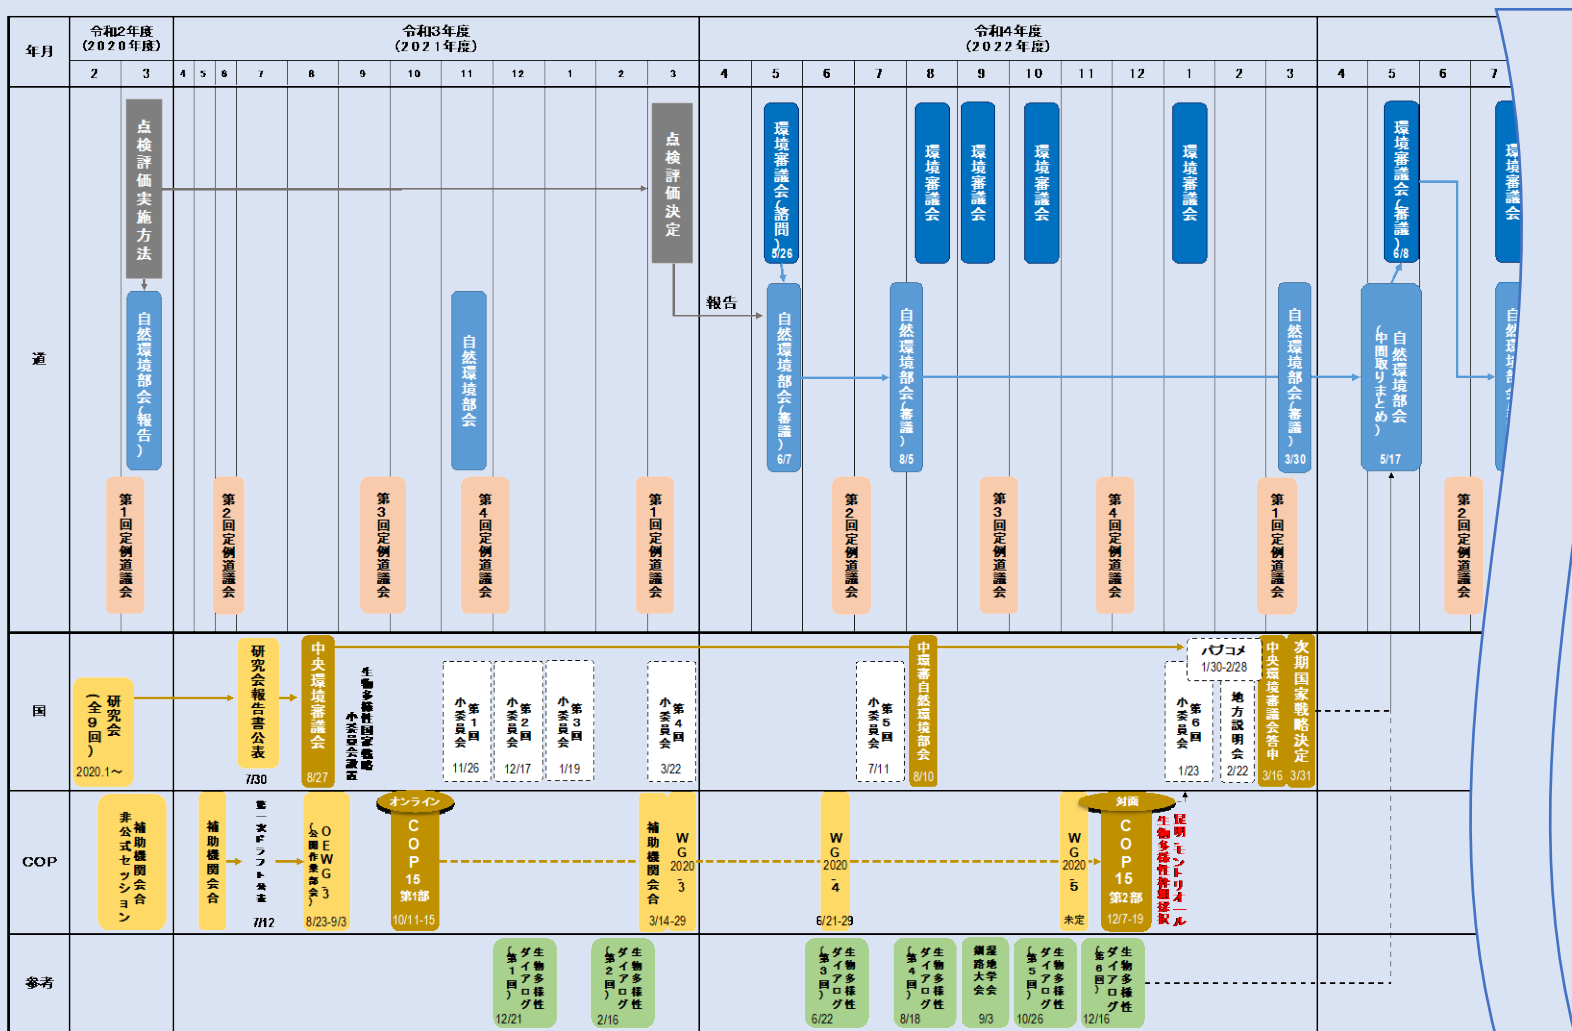 年月
令和2年度
(2020年度)
令和3年度
(2021年度)
令和4年度
(2022年度)
2
3
4
5
6
7
8
9
10
11
12
1
2
3
4
5
6
7
8
9
10
11
12
1
2
3
4
5
6
7
道
点検評価実施方法
点検評価決定
環境審議会(諮問)
5/26
環境審議会
環境審議会
環境審議会
環境審議会
環境審議会(審議)
6/8
環境審議会
報告
自然環境部会(報告)
自然環境部会
自然環境部会(審議)
6/7
自然環境部会(審議)
8/5
自然環境部会(審議)
3/30
自然環境部会
(中間取りまとめ)
5/17
自然環境部会
第1回定例道議会
第2回定例道議会
第3回定例道議会
第4回定例道議会
第1回定例道議会
第2回定例道議会
第3回定例道議会
第4回定例道議会
第1回定例道議会
第2回定例道議会
国
研究会
(全9回)
2020.1～
研究会報告書公表
7/30
中央環境審議会
8/27
生物多様性国家戦略
小委員会設置
第1回
小委員会
11/26
第2回
小委員会
12/17
第3回
小委員会
1/19
第4回
小委員会
3/22
第5回
小委員会
7/11
中環審自然環境部会
8/10
パブコメ
1/30-2/28
第6回
小委員会
1/23
地方説明会
2/22
中央環境審議会答申
3/16
次期国家戦略決定
3/31
COP
補助機関会合
非公式セッション
補助機関会合
第一次ドラフト公表
7/12
OEWG-3
(公開作業部会)
8/23-9/3
オンライン
COP15
第1部
10/11-15
補助機関会合
WG2020-3
3/14-29
WG2020-4
6/21-29
WG2020-5
未定
対面
COP15
第2部
12/7-19
昆明・モントリオール
生物多様性枠組採択
参考
生物多様性
ダイアログ
(第1回)
12/21
生物多様性
ダイアログ
(第2回)
2/16
生物多様性
ダイアログ
(第3回)
6/22
生物多様性
ダイアログ
(第4回)
8/18
湿地学会
釧路大会
9/3
生物多様性
ダイアログ
(第5回)
10/26
生物多様性
ダイアログ
(第6回)
12/16